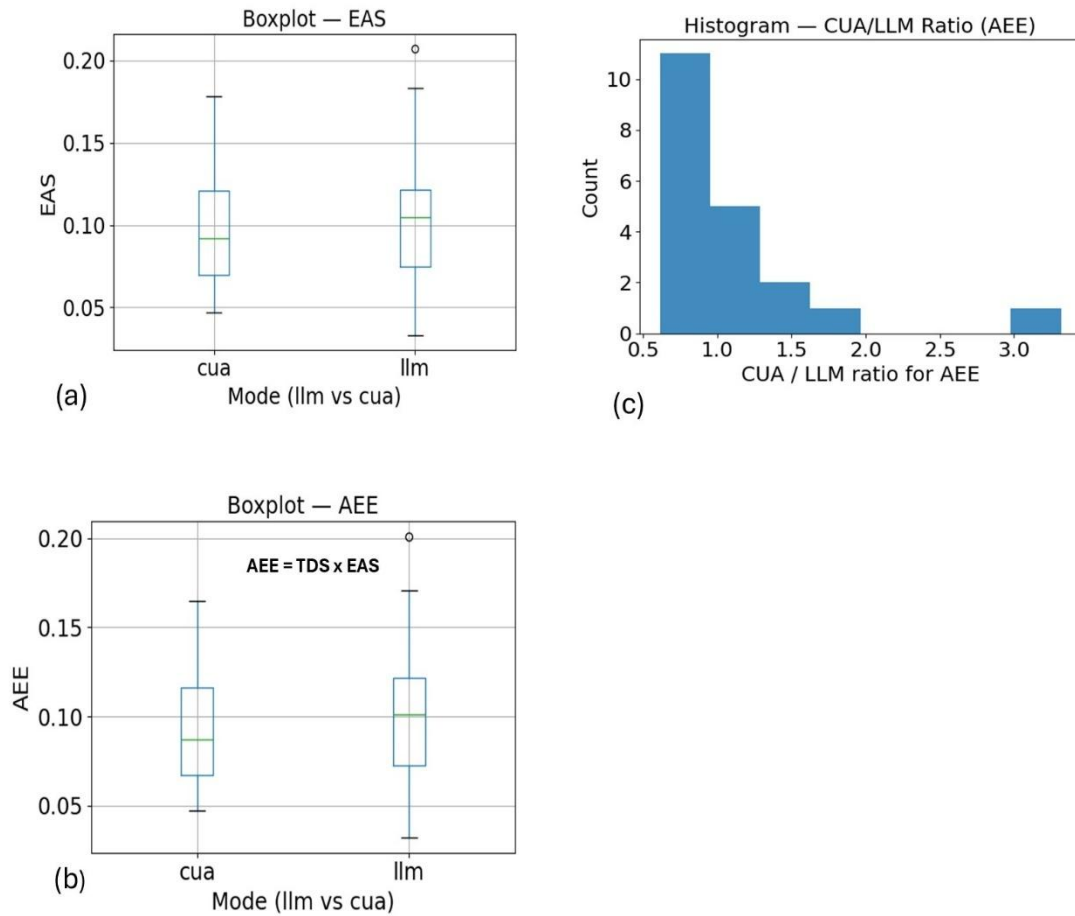 Boxplot — EAS
EAS
0.20
0.15
0.10
0.05
cua
llm
Mode (llm vs cua)
(a)
Histogram — CUA/LLM Ratio (AEE)
Count
10
8
6
4
2
0
0.5
1.0
1.5
2.0
2.5
3.0
CUA / LLM ratio for AEE
(c)
Boxplot — AEE
AEE = TDS x EAS
AEE
0.20
0.15
0.10
0.05
cua
llm
Mode (llm vs cua)
(b)